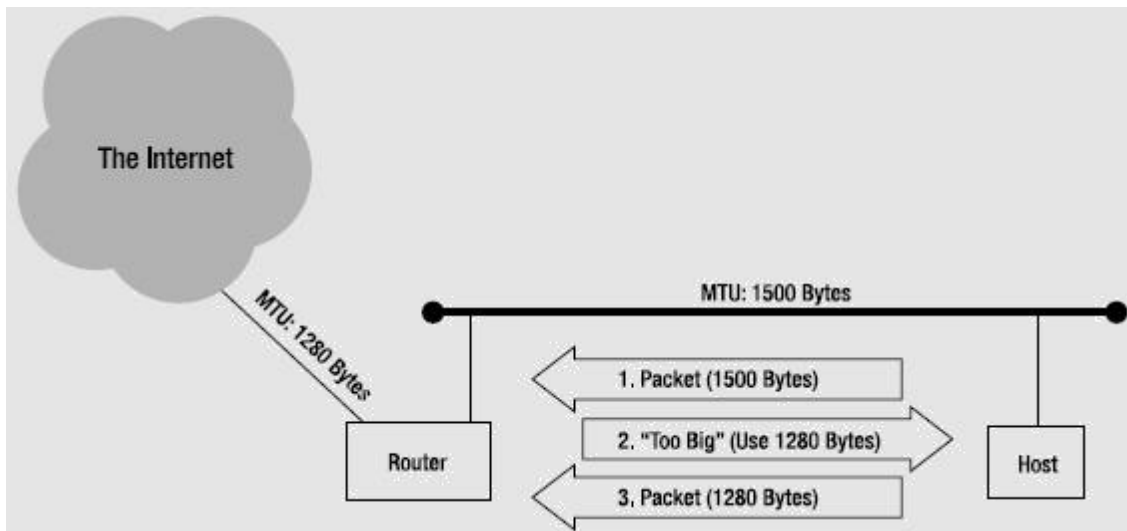 The Internet
MTU: 1280 Bytes
MTU: 1500 Bytes
1. Packet (1500 Bytes)
2. "Too Big" (Use 1280 Bytes)
3. Packet (1280 Bytes)
Router
Host